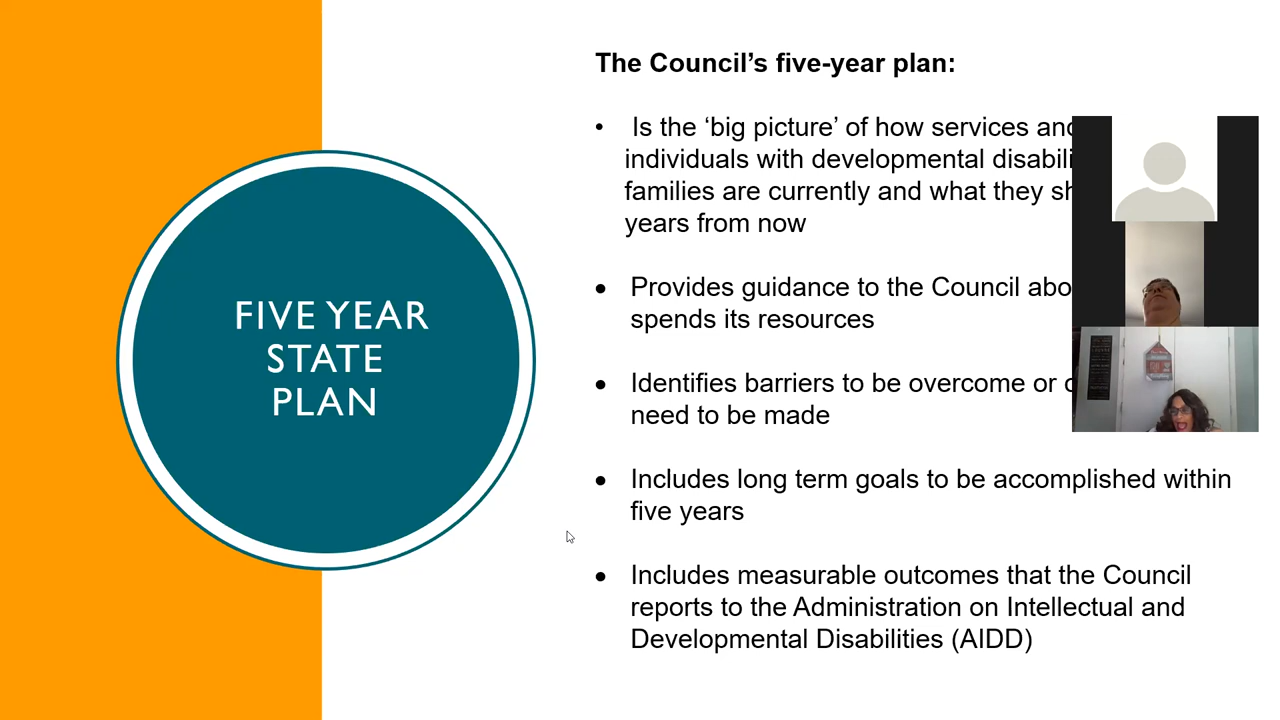 FIVE YEAR
STATE
PLAN
The Council’s five-year plan:
• Is the ‘big picture’ of how services and
individuals with developmental
families are currently and what they
years from now
• Provides guidance to the Council
spends its resources
• Identifies barriers to be overcome or
need to be made
• Includes long term goals to be accomplished within
five years
• Includes measurable outcomes that the Council
reports to the Administration on Intellectual and
Developmental Disabilities (AIDD)